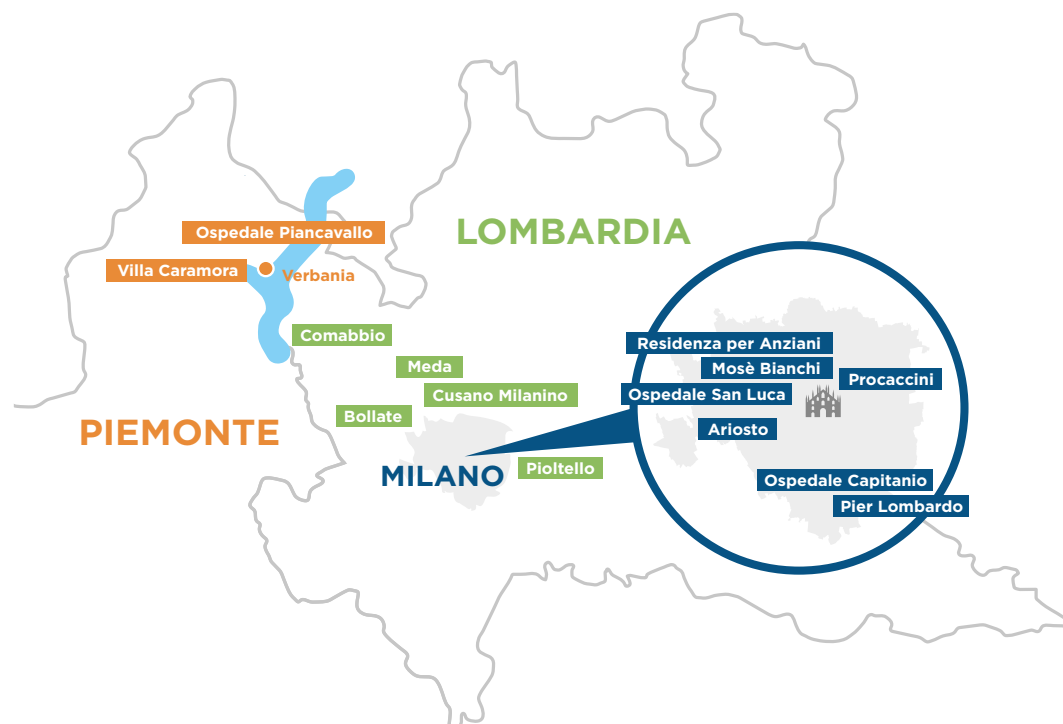 Ospedale Piancavallo
LOMBARDIA
Villa Caramora
Verbania
Comabbio
Meda
Cusano Milanino
Bollate
PIEMONTE
MILANO
Pioltello
Residenza per Anziani
Mosè Bianchi
Procaccini
Ospedale San Luca
Ariosto
Ospedale Capitanio
Pier Lombardo